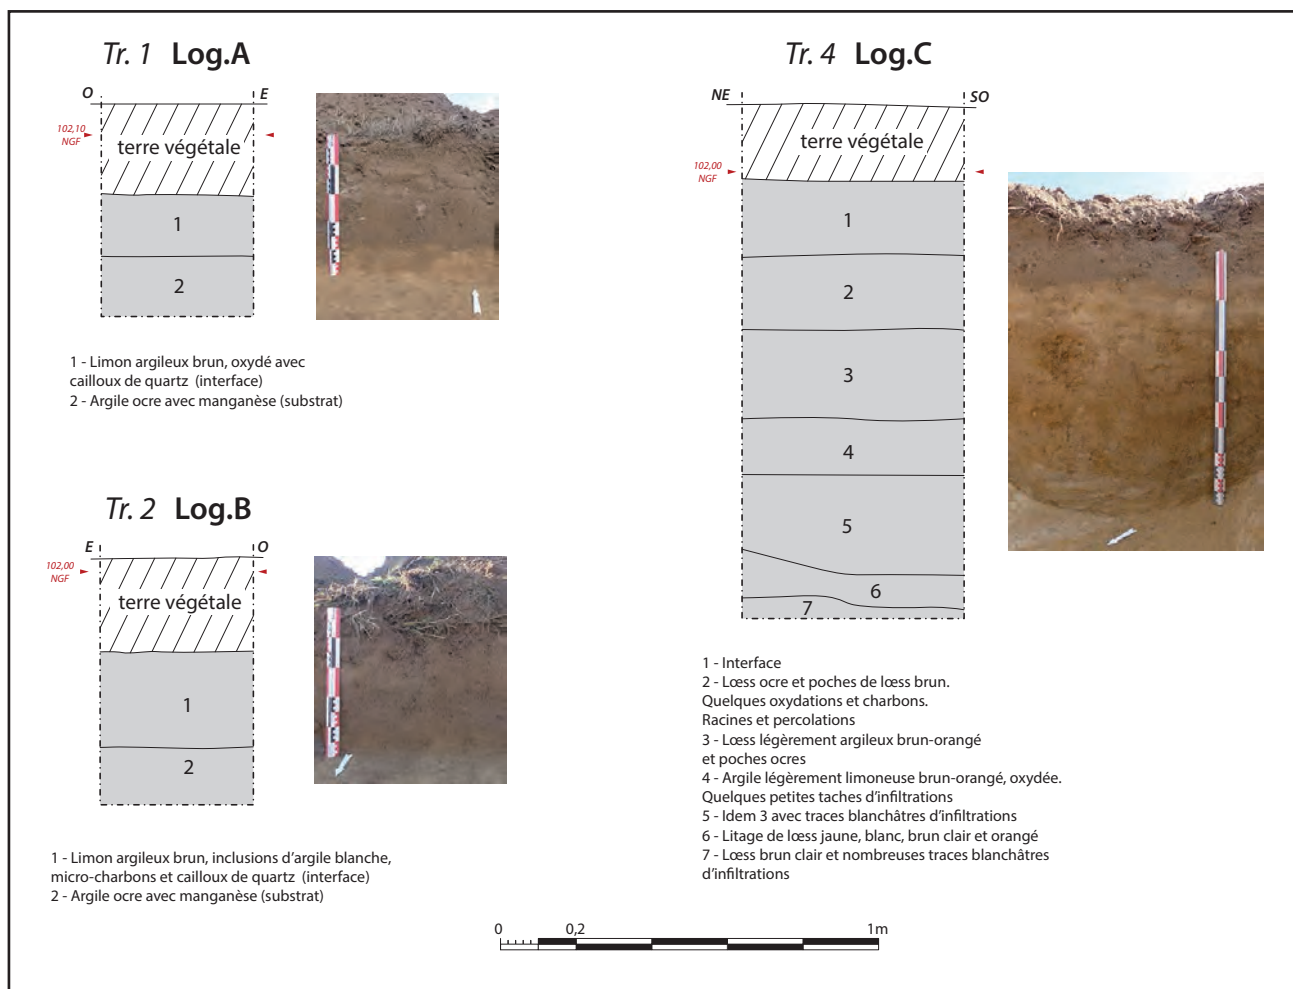 Tr. 1 Log.A
O E
102,10
NGF
terre végétale
1
2
1 - Limon argileux brun, oxydé avec
cailloux de quartz (interface)
2 - Argile ocre avec manganèse (substrat)
Tr. 2 Log.B
E O
102,00
NGF
terre végétale
1
2
1 - Limon argileux brun, inclusions d'argile blanche,
micro-charbons et cailloux de quartz (interface)
2 - Argile ocre avec manganèse (substrat)
Tr. 4 Log.C
NE SO
terre végétale
102,00
NGF
1
2
3
4
5
6
7
1 - Interface
2 - Lœss ocre et poches de lœss brun.
Quelques oxydations et charbons.
Racines et percolations
3 - Lœss légèrement argileux brun-orangé
et poches ocres
4 - Argile légèrement limoneuse brun-orangé, oxydée.
Quelques petites taches d'infiltrations
5 - Idem 3 avec traces blanchâtres d'infiltrations
6 - Litage de lœss jaune, blanc, brun clair et orangé
7 - Lœss brun clair et nombreuses traces blanchâtres
d'infiltrations
0 0,2 1m